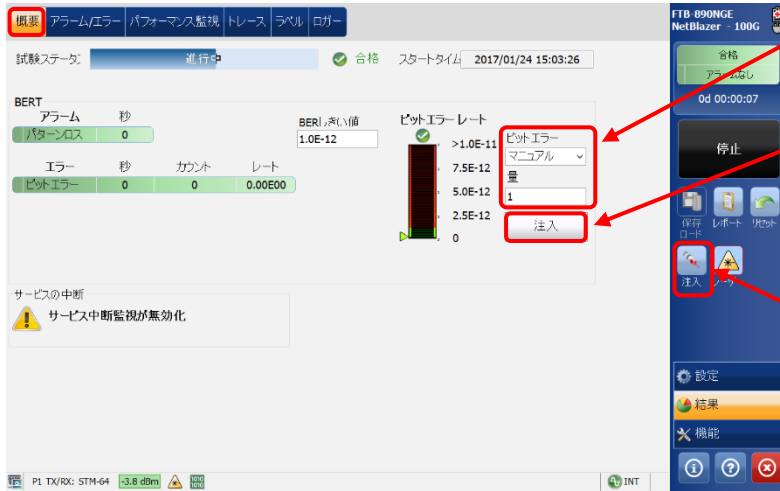 概要 アラーム/エラー パフォーマンス監視 トレース ラベル ロガー
FTB-890NGE
NetBlazer - 100G
試験ステータ: 進行中 合格 スタートタイム 2017/01/24 15:03:26
合格
アラームなし
0d 00:00:07
停止
BERT
アラーム 秒
パターンロス 0
エラー 秒 カウント レート
ビットエラー 0 0 0.00E00
BERしきい値
1.0E-12
ビットエラーレート
>1.0E-11
7.5E-12
5.0E-12
2.5E-12
0
ビットエラー
マニュアル
量
1
注入
保存
ロード
レポート
リセット
注入
サービスの中断
サービス中断監視が無効化
設定
結果
機能
P1 TX/RX: STM-64 -3.8 dBm INT